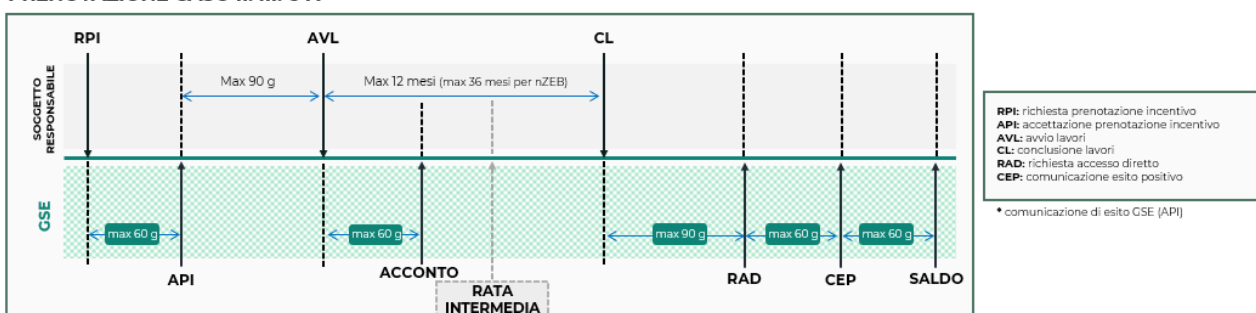 RPI AVL CL
SOGGETTO
RESPONSABILE
Max 90 g
Max 12 mesi (max 36 mesi per nZEB)
GSE
max 60 g
max 60 g
max 90 g
max 60 g
max 60 g
API
ACCONTO
RATA
INTERMEDIA
RAD
CEP
SALDO
RPI: richiesta prenotazione incentivo
API: accettazione prenotazione incentivo
AVL: avvio lavori
CL: conclusione lavori
RAD: richiesta accesso diretto
CEP: comunicazione esito positivo
* comunicazione di esito GSE (API)